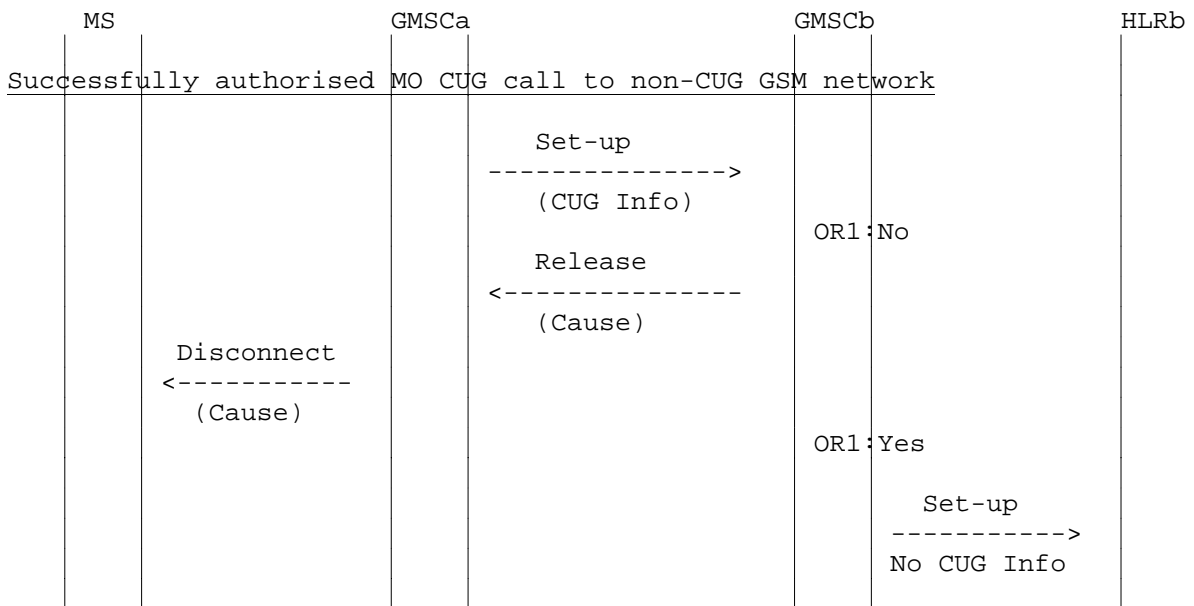 MS GMSCa GMSCb HLRb
Successfully authorised MO CUG call to non-CUG GSM network
Set-up
--------------->
(CUG Info)
OR1:No
Release
<---------------
(Cause)
Disconnect
<-----------
(Cause)
OR1:Yes
Set-up
----------->
No CUG Info